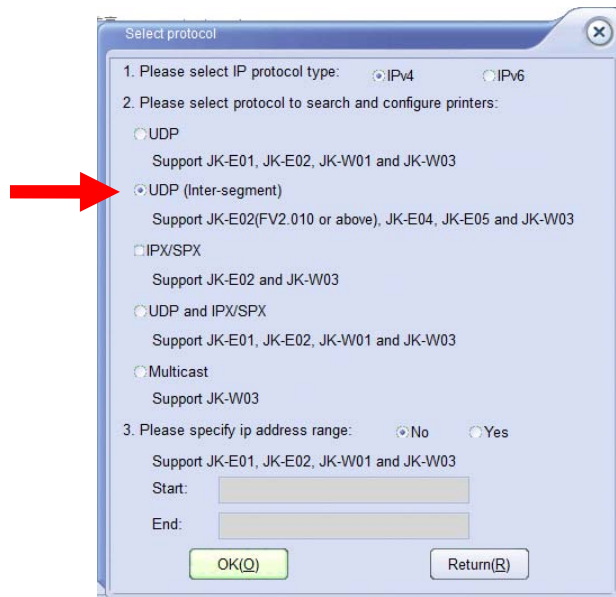 Select protocol
1. Please select IP protocol type: IPv4 IPv6
2. Please select protocol to search and configure printers:
UDP
Support JK-E01, JK-E02, JK-W01 and JK-W03
UDP (Inter-segment)
Support JK-E02(FV2.010 or above), JK-E04, JK-E05 and JK-W03
IPX/SPX
Support JK-E02 and JK-W03
UDP and IPX/SPX
Support JK-E01, JK-E02, JK-W01 and JK-W03
Multicast
Support JK-W03
3. Please specify ip address range: No Yes
Support JK-E01, JK-E02, JK-W01 and JK-W03
Start:
End:
OK(O) Return(R)